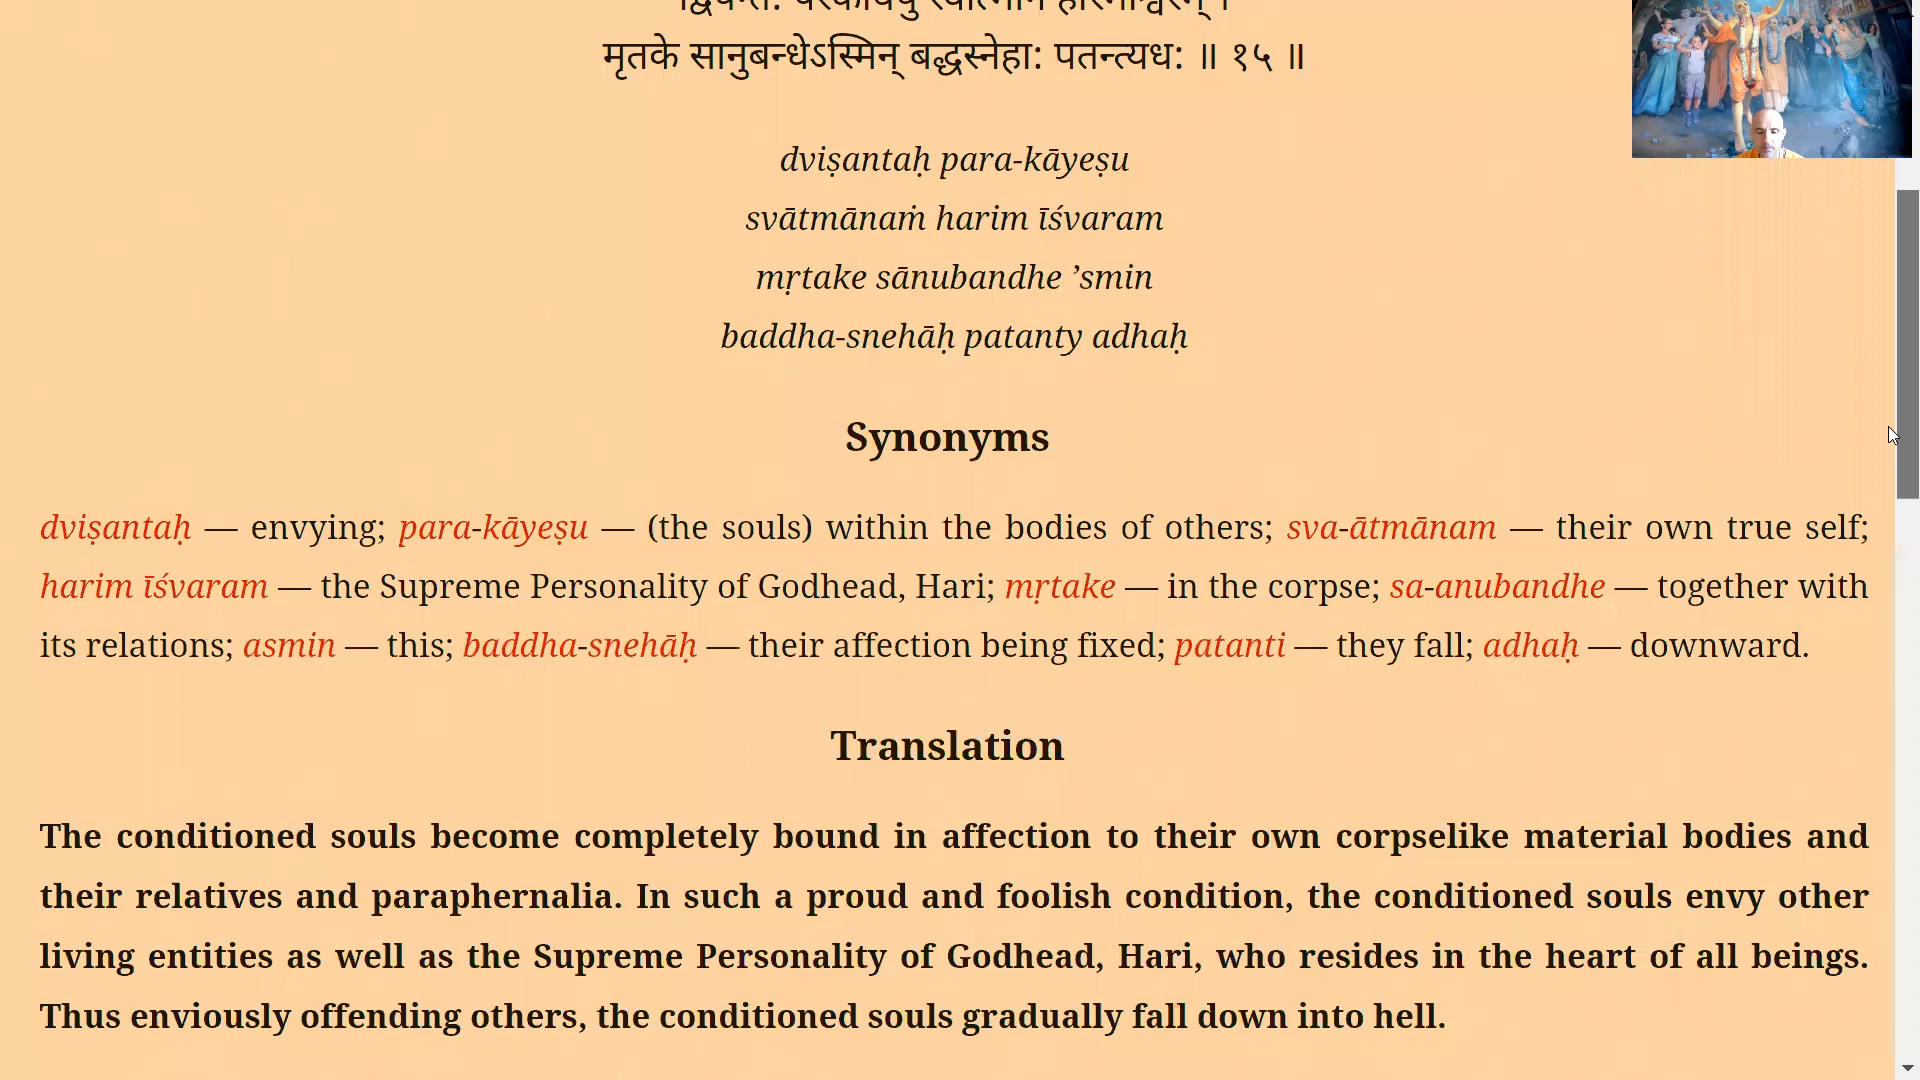 मृतके सानुबन्धेऽस्मिन् बद्धस्नेहाः पतन्त्यधः ॥ १५ ॥
dviṣantaḥ para-kāyeṣu
svātmānaṁ harim īśvaram
mṛtake sānubandhe ’smin
baddha-snehāḥ patanty adhaḥ
Synonyms
dviṣantaḥ — envying; para-kāyeṣu — (the souls) within the bodies of others; sva-ātmānam — their own true self;
harim īśvaram — the Supreme Personality of Godhead, Hari; mṛtake — in the corpse; sa-anubandhe — together with
its relations; asmin — this; baddha-snehāḥ — their affection being fixed; patanti — they fall; adhaḥ — downward.
Translation
The conditioned souls become completely bound in affection to their own corpselike material bodies and
their relatives and paraphernalia. In such a proud and foolish condition, the conditioned souls envy other
living entities as well as the Supreme Personality of Godhead, Hari, who resides in the heart of all beings.
Thus enviously offending others, the conditioned souls gradually fall down into hell.